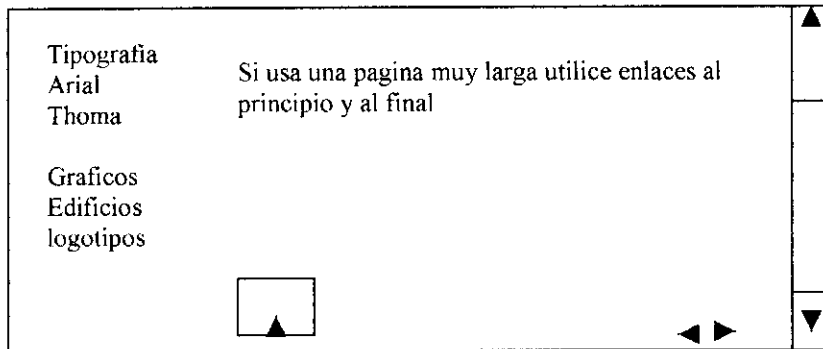 Tipografia
Arial
Thoma
Graficos
Edificios
logotipos
Si usa una pagina muy larga utilice enlaces al
principio y al final